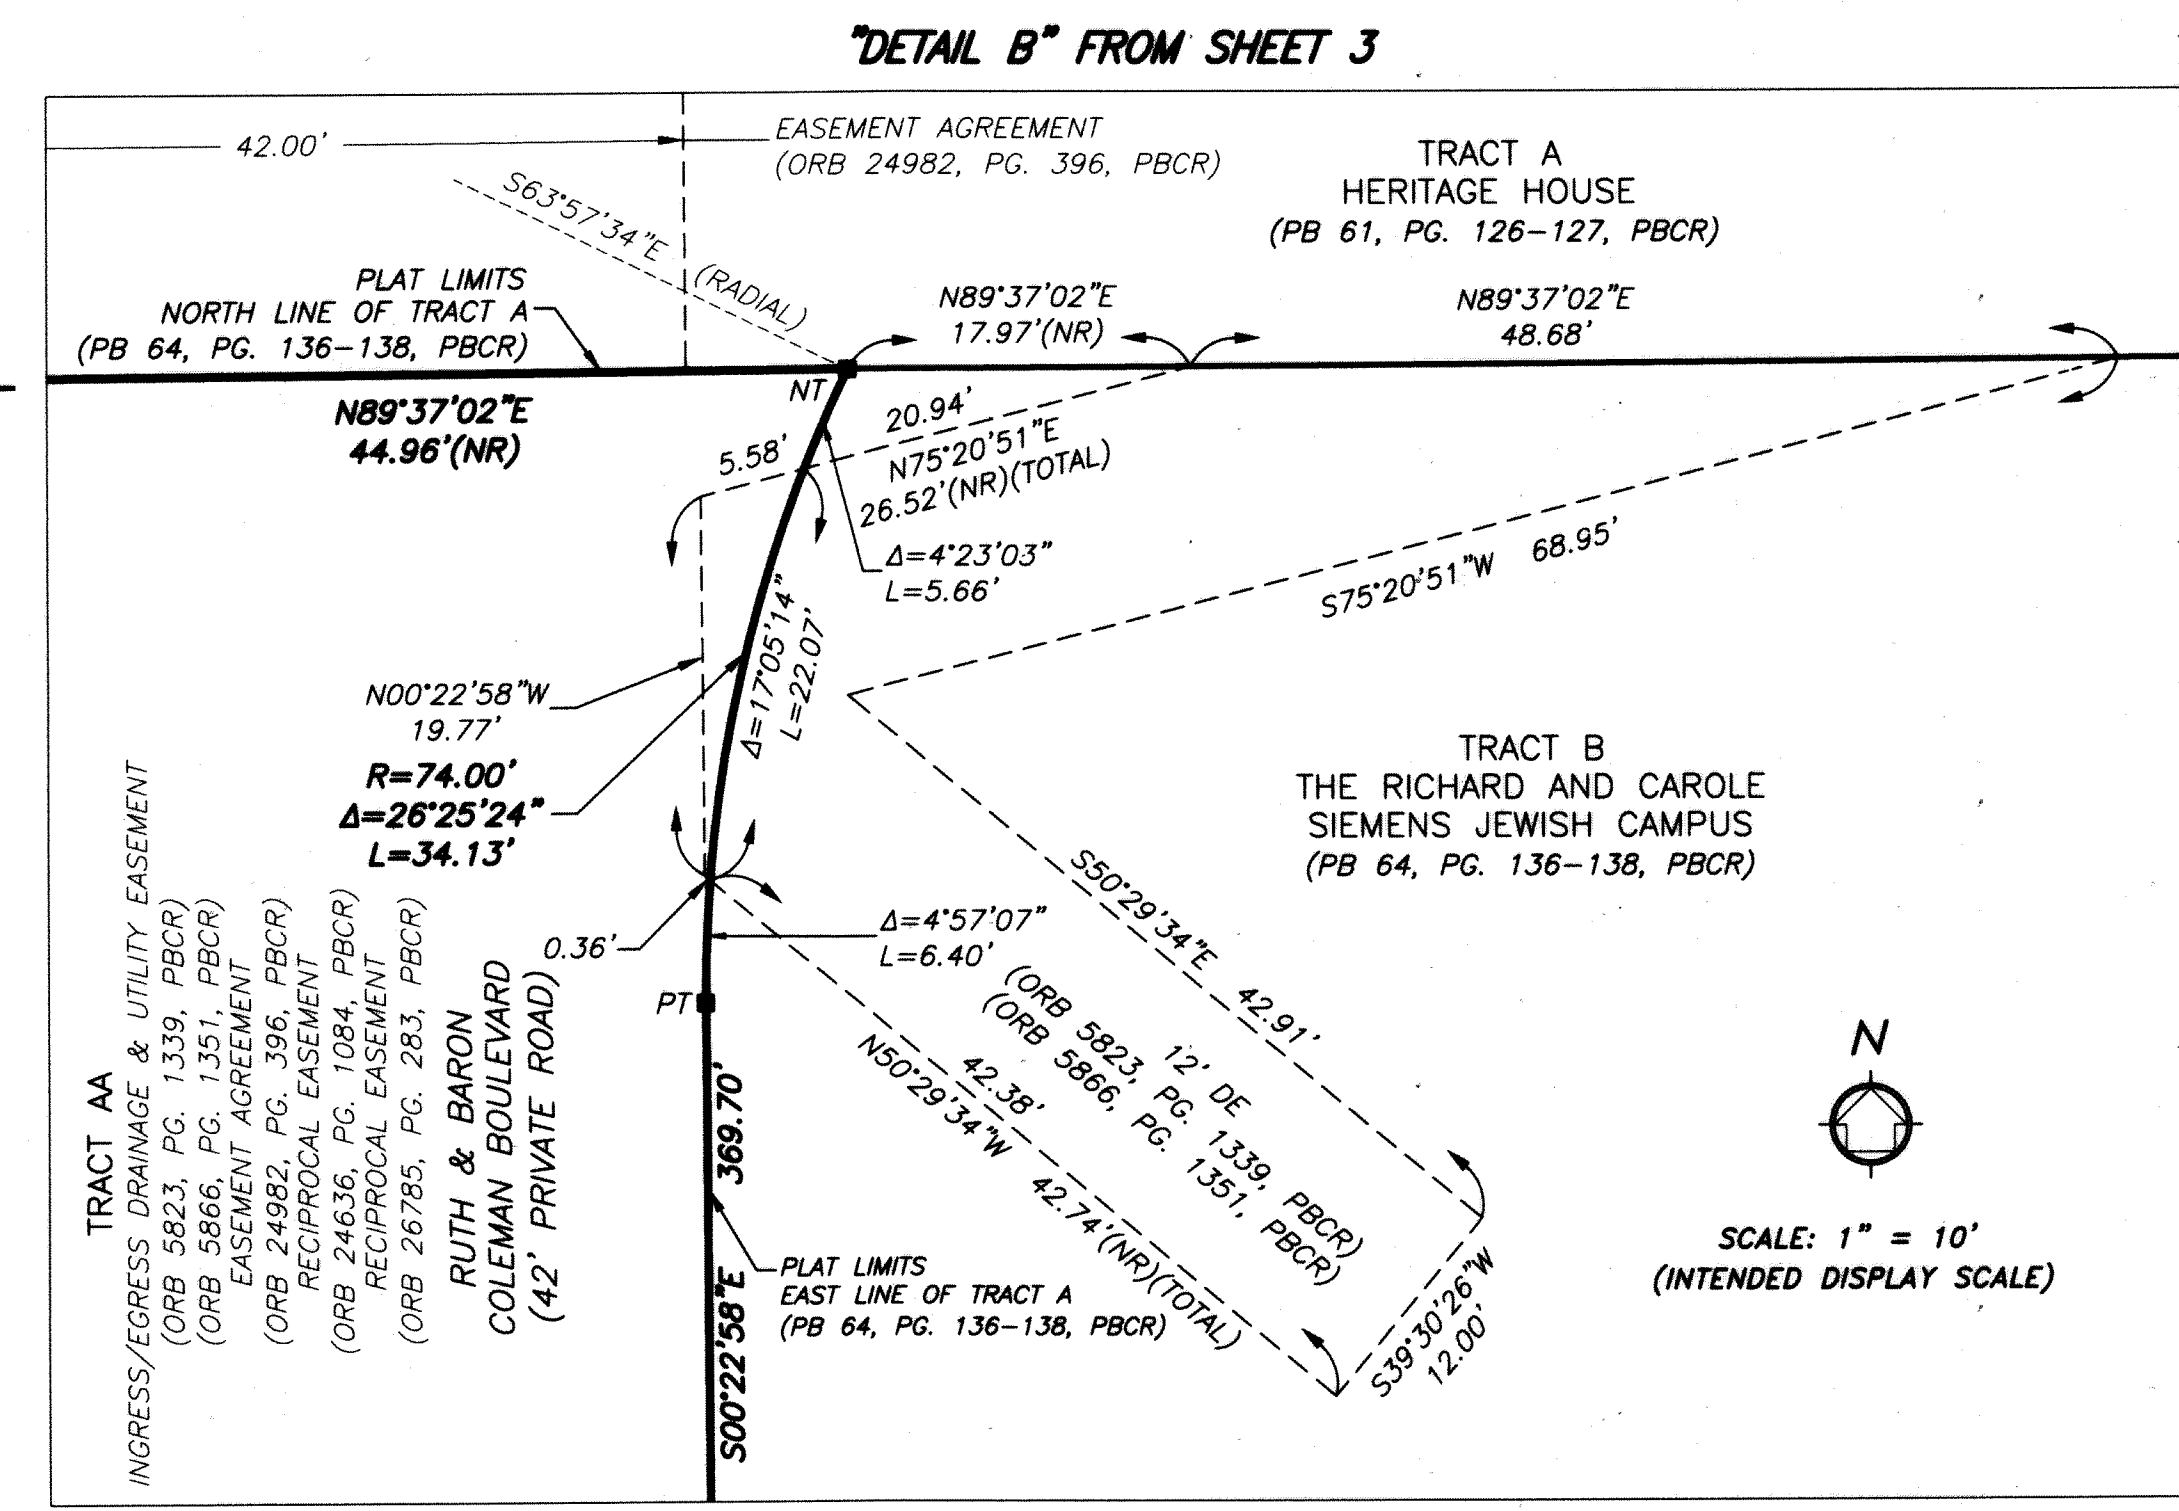 "DETAIL B" FROM SHEET 3
42.00'
EASEMENT AGREEMENT
(ORB 24982, PG. 396, PBCR)
TRACT A
HERITAGE HOUSE
(PB 61, PG. 126-127, PBCR)
S63°57'34"E (RADIAL)
PLAT LIMITS
NORTH LINE OF TRACT A
(PB 64, PG. 136-138, PBCR)
N89°37'02"E
17.97'(NR)
N89°37'02"E
48.68'
N89°37'02"E
44.96'(NR)
NT
5.58'
20.94'
N75°20'51"E
26.52'(NR)(TOTAL)
Δ=4°23'03"
L=5.66'
S75°20'51"W 68.95'
Δ=17°05'14"
L=22.07'
N00°22'58"W
19.77'
R=74.00'
Δ=26°25'24"
L=34.13'
TRACT B
THE RICHARD AND CAROLE
SIEMENS JEWISH CAMPUS
(PB 64, PG. 136-138, PBCR)
S50°29'34"E 42.91'
0.36'
Δ=4°57'07"
L=6.40'
PT
12' DE
(ORB 5823, PG. 1339, PBCR)
(ORB 5866, PG. 1351, PBCR)
42.38'
N50°29'34"W 42.74'(NR)(TOTAL)
S39°30'26"W
12.00'
TRACT AA
INGRESS/EGRESS DRAINAGE & UTILITY EASEMENT
(ORB 5823, PG. 1339, PBCR)
(ORB 5866, PG. 1351, PBCR)
EASEMENT AGREEMENT
(ORB 24982, PG. 396, PBCR)
RECIPROCAL EASEMENT
(ORB 24636, PG. 1084, PBCR)
RECIPROCAL EASEMENT
(ORB 26785, PG. 283, PBCR)
RUTH & BARON
COLEMAN BOULEVARD
(42' PRIVATE ROAD)
S00°22'58"E 369.70'
PLAT LIMITS
EAST LINE OF TRACT A
(PB 64, PG. 136-138, PBCR)
N
SCALE: 1" = 10'
(INTENDED DISPLAY SCALE)